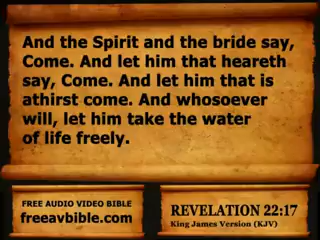 And the Spirit and the bride say,
Come. And let him that heareth
say, Come. And let him that is
athirst come. And whosoever
will, let him take the water
of life freely.
FREE AUDIO VIDEO BIBLE
freeavbible.com
REVELATION 22:17
King James Version (KJV)